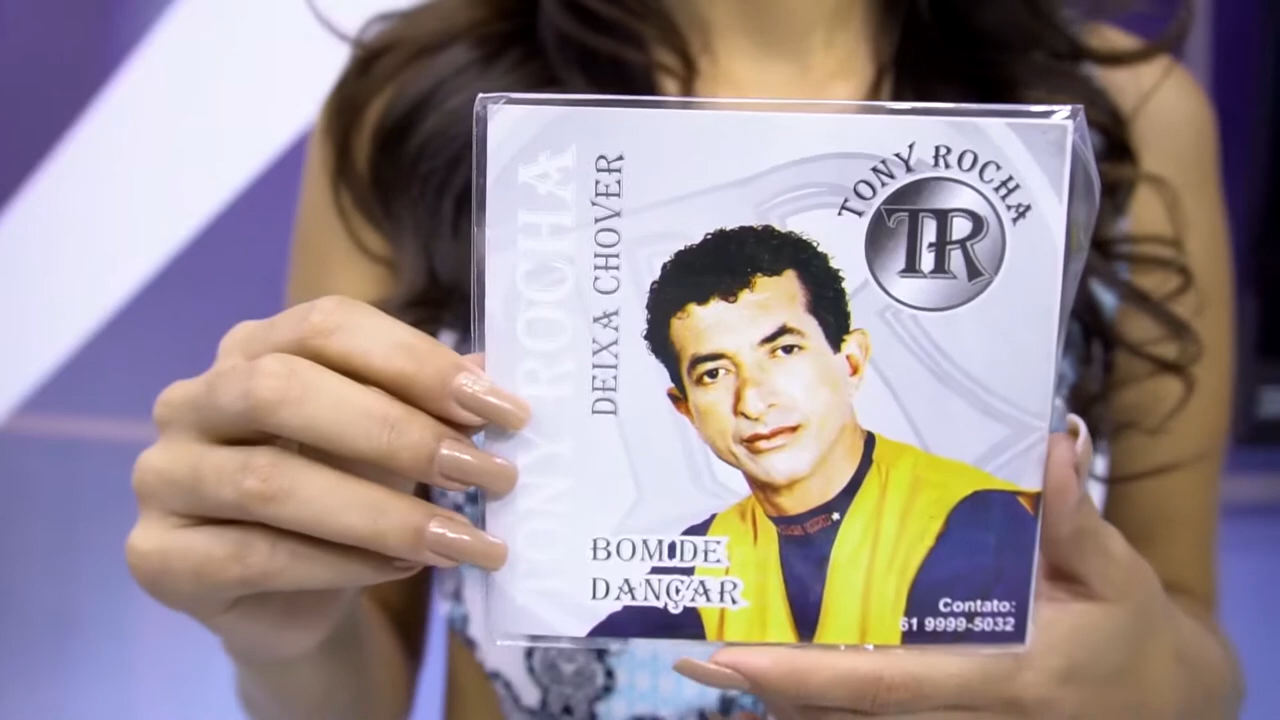 TONY ROCHA
DEIXA CHOVER
TONY ROCHA
TR
BOM DE
DANÇAR
Contato:
61 9999-5032